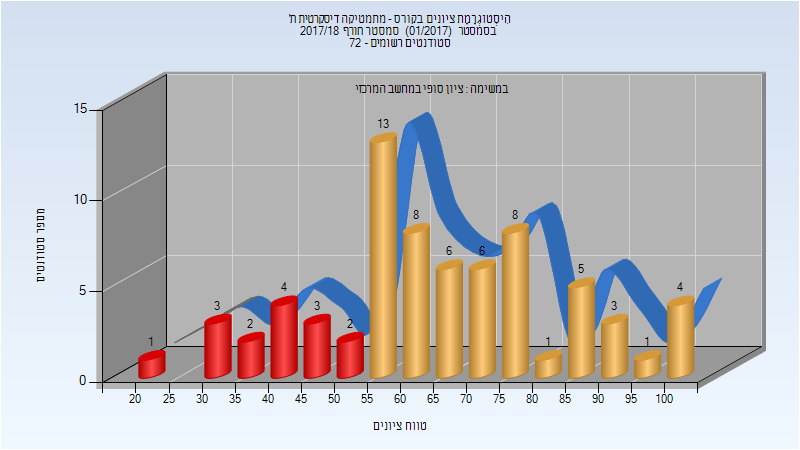 היסטוגרמת ציונים בקורס - מתמטיקה דיסקרטית ת'
בסמסטר (01/2017) סמסטר חורף 2017/18
סטודנטים רשומים - 72
במשימה : ציון סופי במחשב המרכזי
מספר סטודנטים
15
10
5
0
1
3
2
4
3
2
13
8
6
6
8
1
5
3
1
4
20 25 30 35 40 45 50 55 60 65 70 75 80 85 90 95 100
טווח ציונים